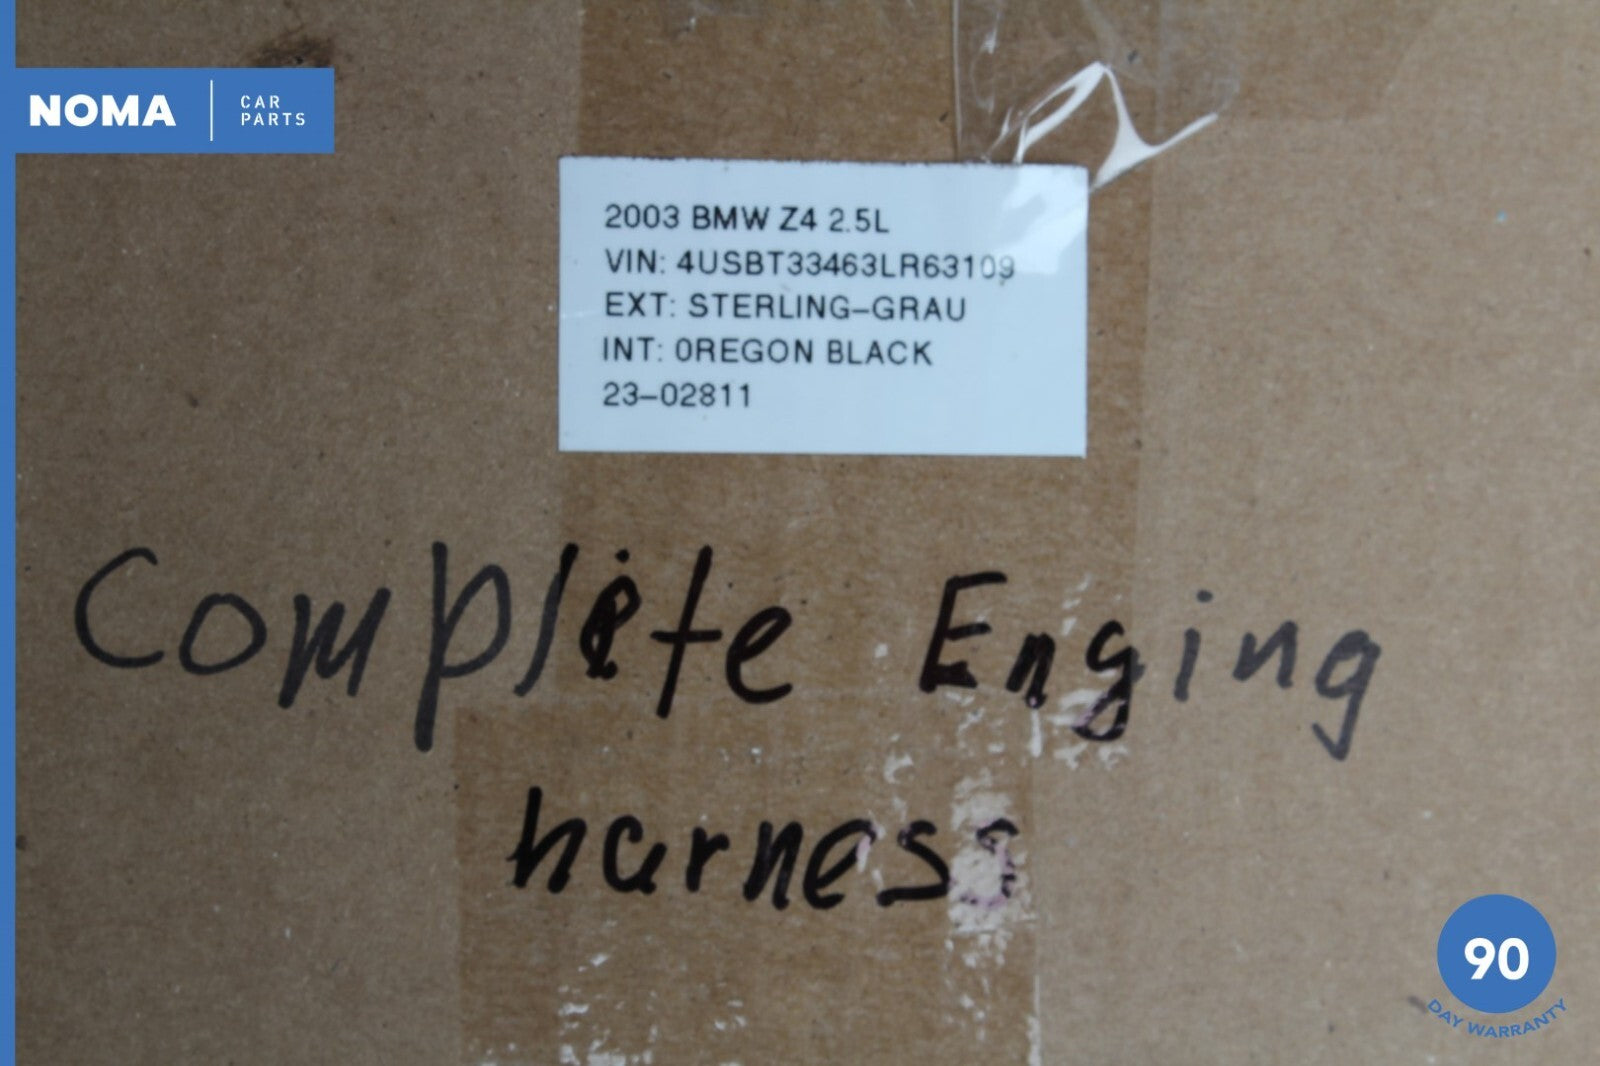 NOMA
CAR
PARTS
2003 BMW Z4 2.5L
VIN: 4USBT33463LR63109
EXT: STERLING-GRAU
INT: OREGON BLACK
23-02811
Complete Enging
harness
90
DAY WARRANTY